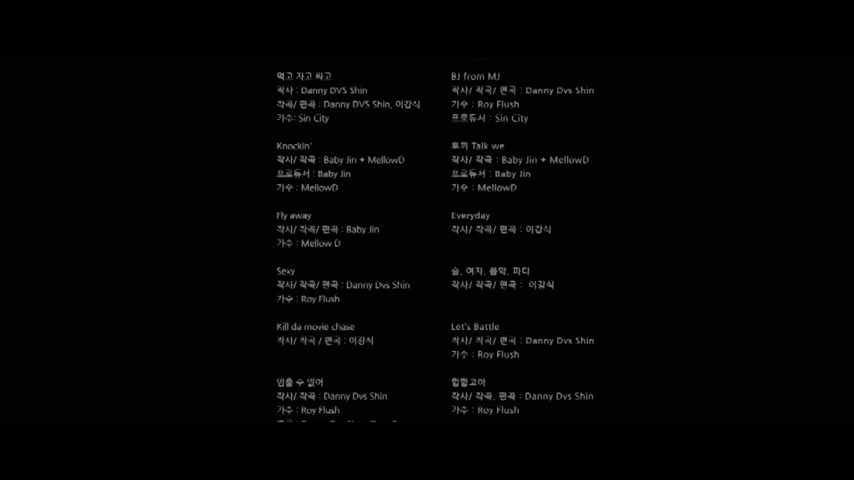 먹고 자고 싸고
작사 : Danny DVS Shin
작곡/ 편곡 : Danny DVS Shin, 이갑식
가수: Sin City
Knockin'
작사/ 작곡 : Baby Jin + MellowD
프로듀서 : Baby Jin
가수 : MellowD
Fly away
작사/ 작곡/ 편곡 : Baby Jin
가수 : Mellow D
Sexy
작사/ 작곡/ 편곡 : Danny Dvs Shin
가수 : Roy Flush
Kill da movie chase
작사/ 작곡 / 편곡 : 이갑식
멈출 수 없어
작사/ 작곡/ 편곡 : Danny Dvs Shin
가수 : Roy Flush
BJ from MJ
작사/ 작곡/ 편곡 : Danny Dvs Shin
가수 : Roy Flush
프로듀서 : Sin City
토끼 Talk we
작사/ 작곡 : Baby Jin + MellowD
프로듀서 : Baby Jin
가수 : MellowD
Everyday
작사/ 작곡/ 편곡 : 이갑식
술, 여자, 음악, 파티
작사/ 작곡/ 편곡 : 이갑식
Let's Battle
작사/ 작곡/ 편곡 : Danny Dvs Shin
가수 : Roy Flush
힙합고아
작사/ 작곡. 편곡 : Danny Dvs Shin
가수 : Roy Flush